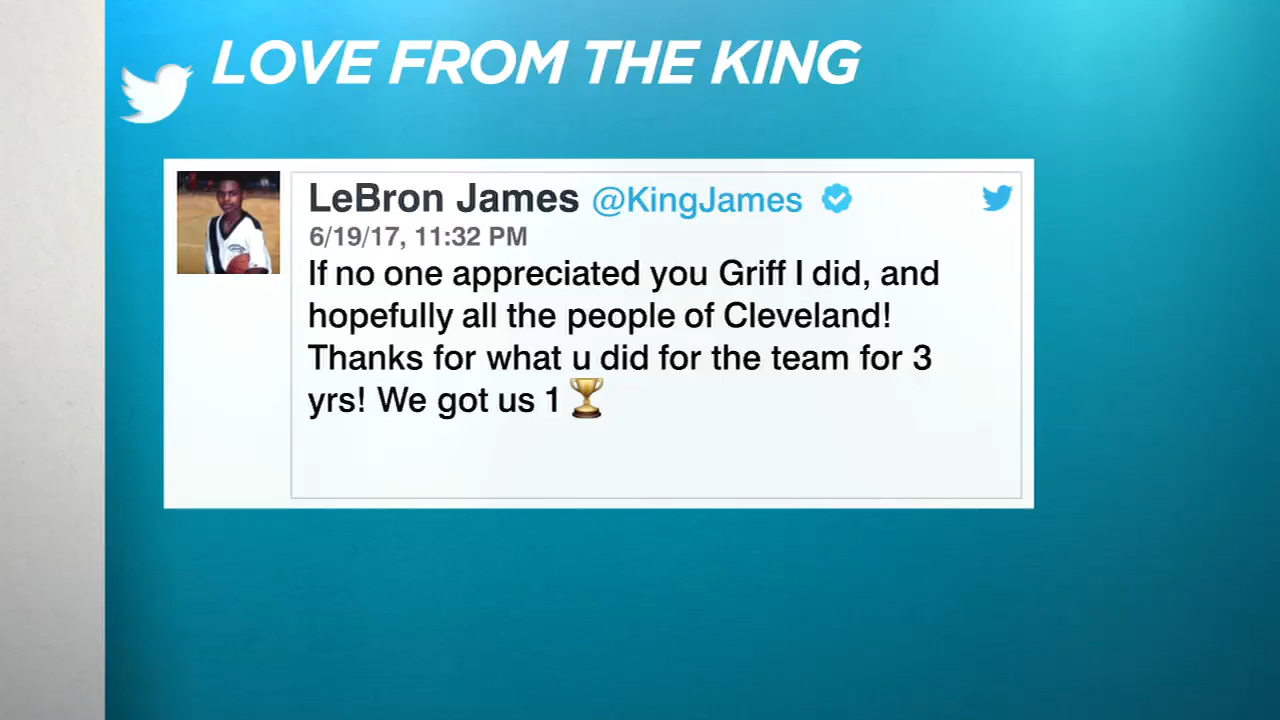 LOVE FROM THE KING
LeBron James @KingJames
6/19/17, 11:32 PM
If no one appreciated you Griff I did, and
hopefully all the people of Cleveland!
Thanks for what u did for the team for 3
yrs! We got us 1 🏆